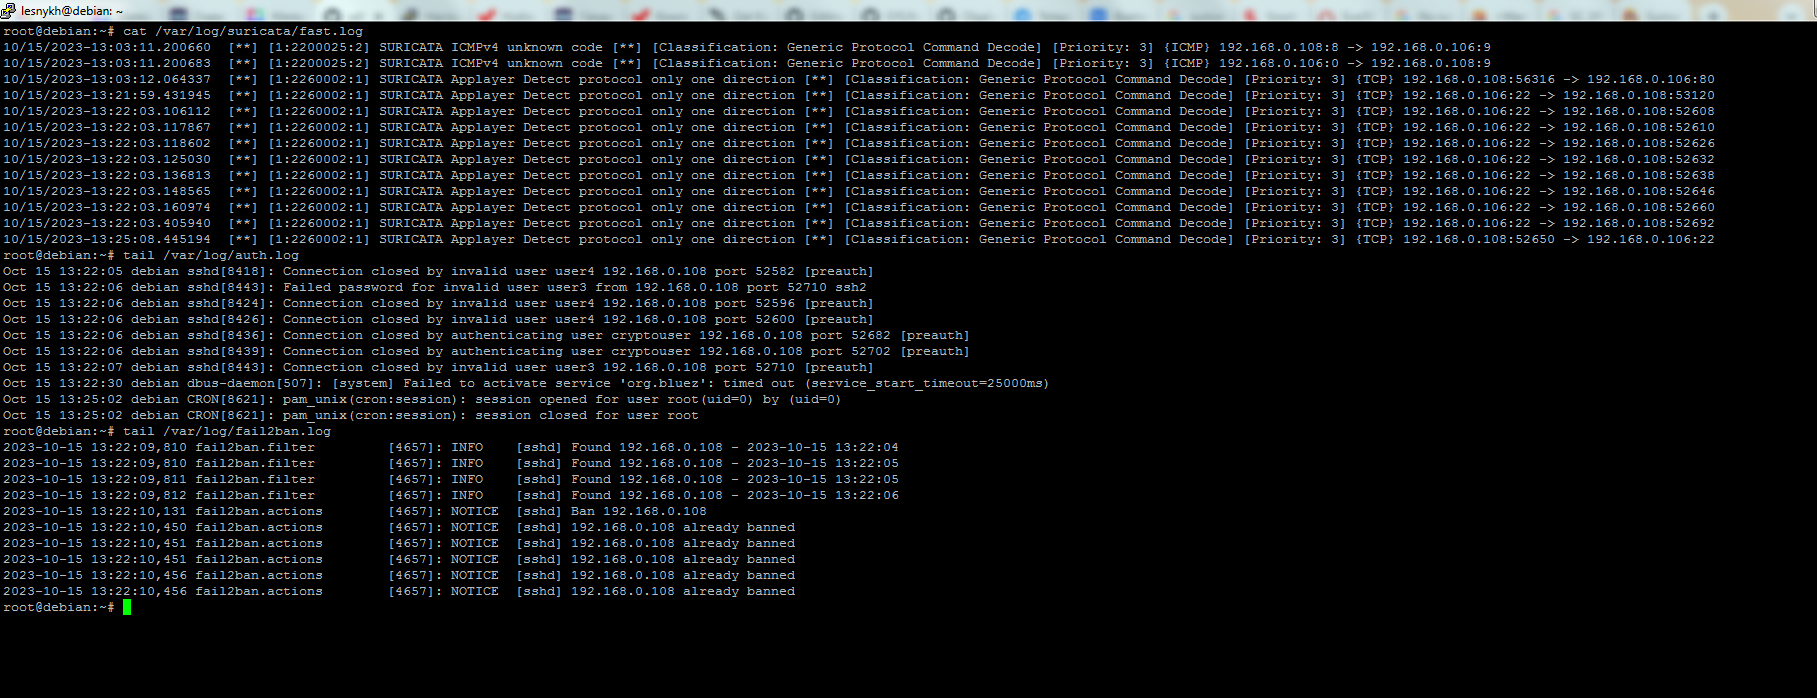 lesnykh@debian: ~
root@debian:~# cat /var/log/suricata/fast.log
10/15/2023-13:03:11.200660  [**] [1:2200025:2] SURICATA ICMPv4 unknown code [**] [Classification: Generic Protocol Command Decode] [Priority: 3] {ICMP} 192.168.0.108:8 -> 192.168.0.106:9
10/15/2023-13:03:11.200683  [**] [1:2200025:2] SURICATA ICMPv4 unknown code [**] [Classification: Generic Protocol Command Decode] [Priority: 3] {ICMP} 192.168.0.106:0 -> 192.168.0.108:9
10/15/2023-13:03:12.064337  [**] [1:2260002:1] SURICATA Applayer Detect protocol only one direction [**] [Classification: Generic Protocol Command Decode] [Priority: 3] {TCP} 192.168.0.108:56316 -> 192.168.0.106:80
10/15/2023-13:21:59.431945  [**] [1:2260002:1] SURICATA Applayer Detect protocol only one direction [**] [Classification: Generic Protocol Command Decode] [Priority: 3] {TCP} 192.168.0.106:22 -> 192.168.0.108:53120
10/15/2023-13:22:03.106112  [**] [1:2260002:1] SURICATA Applayer Detect protocol only one direction [**] [Classification: Generic Protocol Command Decode] [Priority: 3] {TCP} 192.168.0.106:22 -> 192.168.0.108:52608
10/15/2023-13:22:03.117867  [**] [1:2260002:1] SURICATA Applayer Detect protocol only one direction [**] [Classification: Generic Protocol Command Decode] [Priority: 3] {TCP} 192.168.0.106:22 -> 192.168.0.108:52610
10/15/2023-13:22:03.118602  [**] [1:2260002:1] SURICATA Applayer Detect protocol only one direction [**] [Classification: Generic Protocol Command Decode] [Priority: 3] {TCP} 192.168.0.106:22 -> 192.168.0.108:52626
10/15/2023-13:22:03.125030  [**] [1:2260002:1] SURICATA Applayer Detect protocol only one direction [**] [Classification: Generic Protocol Command Decode] [Priority: 3] {TCP} 192.168.0.106:22 -> 192.168.0.108:52632
10/15/2023-13:22:03.136813  [**] [1:2260002:1] SURICATA Applayer Detect protocol only one direction [**] [Classification: Generic Protocol Command Decode] [Priority: 3] {TCP} 192.168.0.106:22 -> 192.168.0.108:52638
10/15/2023-13:22:03.148565  [**] [1:2260002:1] SURICATA Applayer Detect protocol only one direction [**] [Classification: Generic Protocol Command Decode] [Priority: 3] {TCP} 192.168.0.106:22 -> 192.168.0.108:52646
10/15/2023-13:22:03.160974  [**] [1:2260002:1] SURICATA Applayer Detect protocol only one direction [**] [Classification: Generic Protocol Command Decode] [Priority: 3] {TCP} 192.168.0.106:22 -> 192.168.0.108:52660
10/15/2023-13:22:03.405940  [**] [1:2260002:1] SURICATA Applayer Detect protocol only one direction [**] [Classification: Generic Protocol Command Decode] [Priority: 3] {TCP} 192.168.0.106:22 -> 192.168.0.108:52692
10/15/2023-13:25:08.445194  [**] [1:2260002:1] SURICATA Applayer Detect protocol only one direction [**] [Classification: Generic Protocol Command Decode] [Priority: 3] {TCP} 192.168.0.108:52650 -> 192.168.0.106:22
root@debian:~# tail /var/log/auth.log
Oct 15 13:22:05 debian sshd[8418]: Connection closed by invalid user user4 192.168.0.108 port 52582 [preauth]
Oct 15 13:22:06 debian sshd[8443]: Failed password for invalid user user3 from 192.168.0.108 port 52710 ssh2
Oct 15 13:22:06 debian sshd[8424]: Connection closed by invalid user user4 192.168.0.108 port 52596 [preauth]
Oct 15 13:22:06 debian sshd[8426]: Connection closed by invalid user user4 192.168.0.108 port 52600 [preauth]
Oct 15 13:22:06 debian sshd[8436]: Connection closed by authenticating user cryptouser 192.168.0.108 port 52682 [preauth]
Oct 15 13:22:06 debian sshd[8439]: Connection closed by authenticating user cryptouser 192.168.0.108 port 52702 [preauth]
Oct 15 13:22:07 debian sshd[8443]: Connection closed by invalid user user3 192.168.0.108 port 52710 [preauth]
Oct 15 13:22:30 debian dbus-daemon[507]: [system] Failed to activate service 'org.bluez': timed out (service_start_timeout=25000ms)
Oct 15 13:25:02 debian CRON[8621]: pam_unix(cron:session): session opened for user root(uid=0) by (uid=0)
Oct 15 13:25:02 debian CRON[8621]: pam_unix(cron:session): session closed for user root
root@debian:~# tail /var/log/fail2ban.log
2023-10-15 13:22:09,810 fail2ban.filter         [4657]: INFO    [sshd] Found 192.168.0.108 - 2023-10-15 13:22:04
2023-10-15 13:22:09,810 fail2ban.filter         [4657]: INFO    [sshd] Found 192.168.0.108 - 2023-10-15 13:22:05
2023-10-15 13:22:09,811 fail2ban.filter         [4657]: INFO    [sshd] Found 192.168.0.108 - 2023-10-15 13:22:05
2023-10-15 13:22:09,812 fail2ban.filter         [4657]: INFO    [sshd] Found 192.168.0.108 - 2023-10-15 13:22:06
2023-10-15 13:22:10,131 fail2ban.actions        [4657]: NOTICE  [sshd] Ban 192.168.0.108
2023-10-15 13:22:10,450 fail2ban.actions        [4657]: NOTICE  [sshd] 192.168.0.108 already banned
2023-10-15 13:22:10,451 fail2ban.actions        [4657]: NOTICE  [sshd] 192.168.0.108 already banned
2023-10-15 13:22:10,451 fail2ban.actions        [4657]: NOTICE  [sshd] 192.168.0.108 already banned
2023-10-15 13:22:10,456 fail2ban.actions        [4657]: NOTICE  [sshd] 192.168.0.108 already banned
2023-10-15 13:22:10,456 fail2ban.actions        [4657]: NOTICE  [sshd] 192.168.0.108 already banned
root@debian:~#